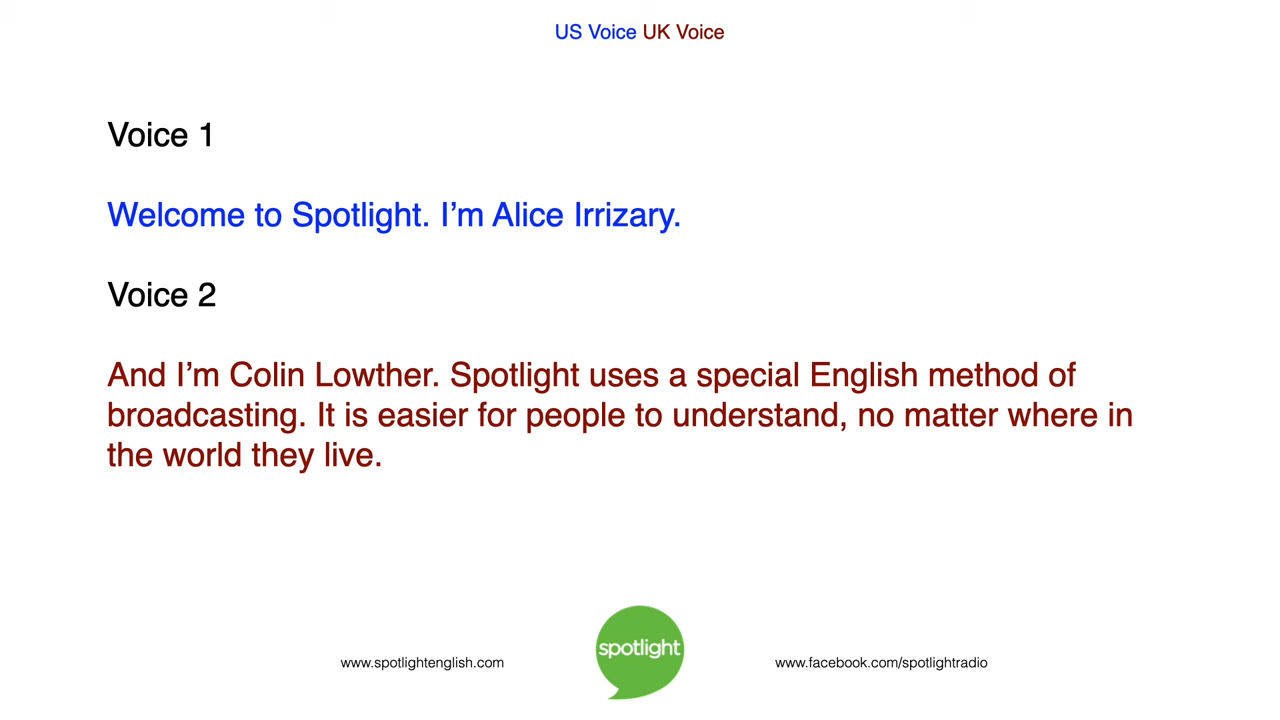 US Voice UK Voice
Voice 1
Welcome to Spotlight. I’m Alice Irrizary.
Voice 2
And I’m Colin Lowther. Spotlight uses a special English method of
broadcasting. It is easier for people to understand, no matter where in
the world they live.
spotlight
www.spotlightenglish.com
www.facebook.com/spotlightradio